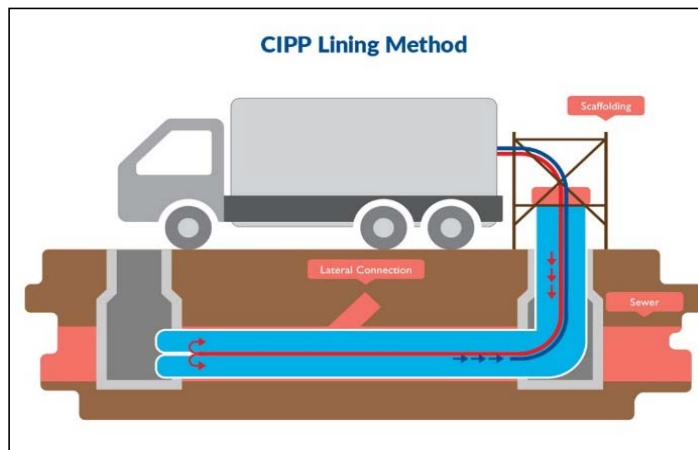 CIPP Lining Method
Scaffolding
Lateral Connection
Sewer